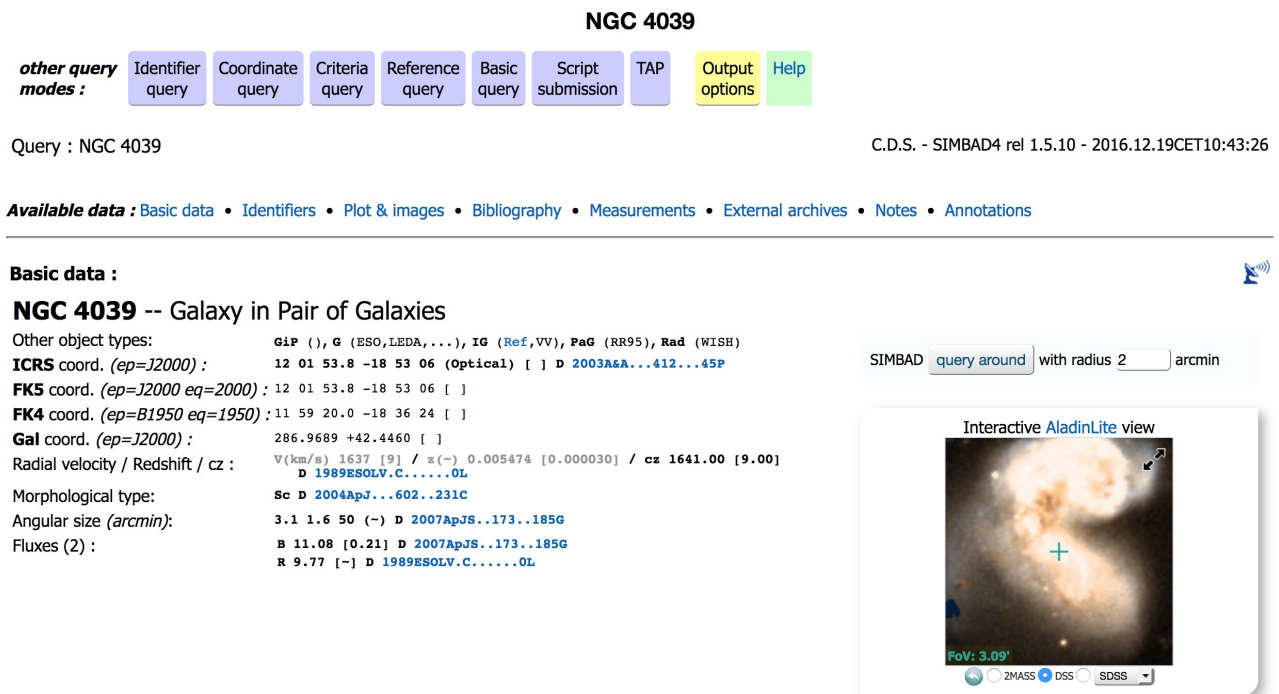 NGC 4039
other query modes :
Identifier query
Coordinate query
Criteria query
Reference query
Basic query
Script submission
TAP
Output options
Help
Query : NGC 4039
C.D.S. - SIMBAD4 rel 1.5.10 - 2016.12.19CET10:43:26
Available data : Basic data • Identifiers • Plot & images • Bibliography • Measurements • External archives • Notes • Annotations
Basic data :
NGC 4039 -- Galaxy in Pair of Galaxies
Other object types: GiP (), G (ESO,LEDA,...), IG (Ref,VV), PaG (RR95), Rad (WISH)
ICRS coord. (ep=J2000) : 12 01 53.8 -18 53 06 (Optical) [ ] D 2003A&A...412...45P
FK5 coord. (ep=J2000 eq=2000) : 12 01 53.8 -18 53 06 [ ]
FK4 coord. (ep=B1950 eq=1950) : 11 59 20.0 -18 36 24 [ ]
Gal coord. (ep=J2000) : 286.9689 +42.4460 [ ]
Radial velocity / Redshift / cz : V(km/s) 1637 [9] / z(~) 0.005474 [0.000030] / cz 1641.00 [9.00]
D 1989ESOLV.C......0L
Morphological type: Sc D 2004ApJ...602..231C
Angular size (arcmin): 3.1 1.6 50 (~) D 2007ApJS..173..185G
Fluxes (2) : B 11.08 [0.21] D 2007ApJS..173..185G
R 9.77 [~] D 1989ESOLV.C......0L
SIMBAD query around with radius 2 arcmin
Interactive AladinLite view
FoV: 3.09'
2MASS DSS SDSS